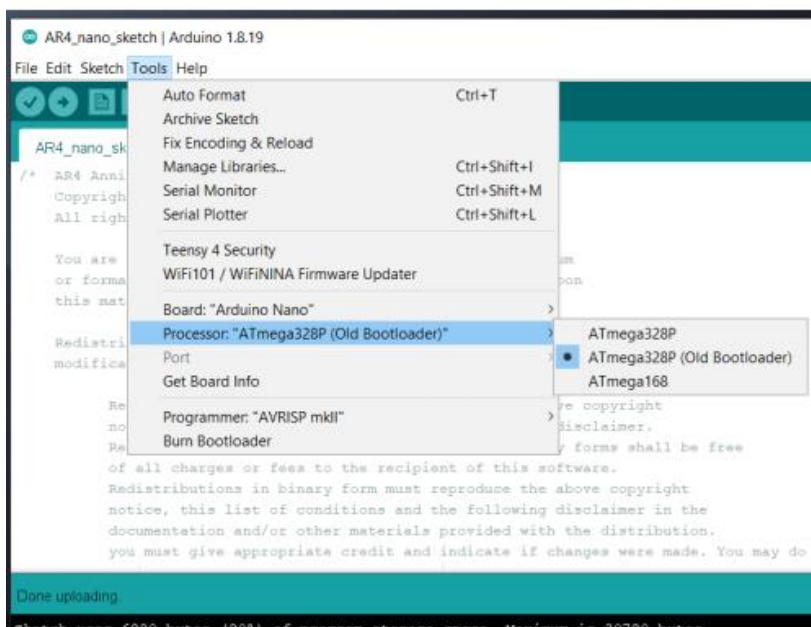 AR4_nano_sketch | Arduino 1.8.19
File Edit Sketch Tools Help
Auto Format Ctrl+T
Archive Sketch
Fix Encoding & Reload
Manage Libraries... Ctrl+Shift+I
Serial Monitor Ctrl+Shift+M
Serial Plotter Ctrl+Shift+L
Teensy 4 Security
WiFi101 / WiFiNINA Firmware Updater
Board: "Arduino Nano"
Processor: "ATmega328P (Old Bootloader)"
Port
Get Board Info
Programmer: "AVRISP mkII"
Burn Bootloader
ATmega328P
ATmega328P (Old Bootloader)
ATmega168
AR4_nano_sk
/* AR4 Anni
Copyrigh
All righ
You are
or forma
this mat
Redistri
modifica
Re
no
Re
copyright
disclaimer.
forms shall be free
of all charges or fees to the recipient of this software.
Redistributions in binary form must reproduce the above copyright
notice, this list of conditions and the following disclaimer in the
documentation and/or other materials provided with the distribution.
you must give appropriate credit and indicate if changes were made. You may do
Done uploading.